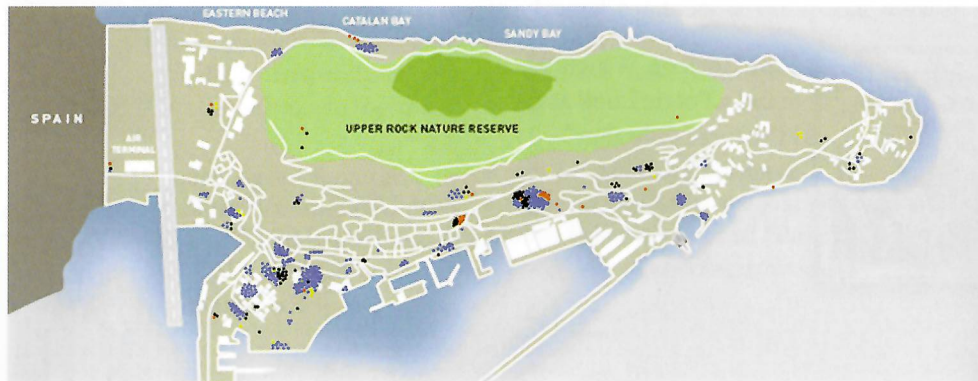 EASTERN BEACH
CATALAN BAY
SANDY BAY
SPAIN
UPPER ROCK NATURE RESERVE
AIR
TERMINAL